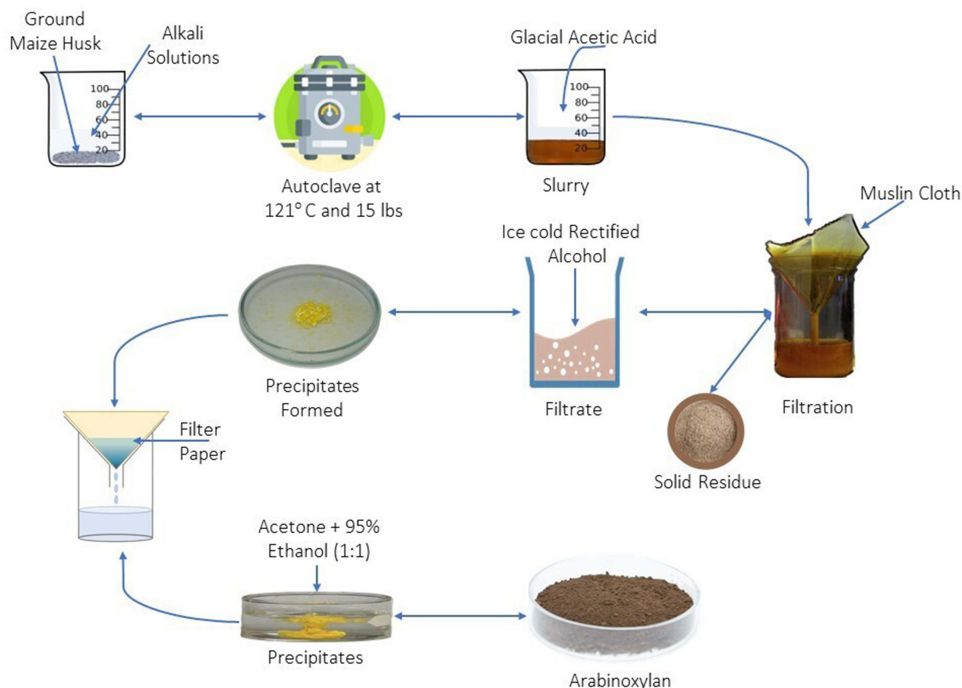 Ground
Maize Husk
Alkali
Solutions
100
80
60
40
20
Autoclave at
121° C and 15 lbs
Glacial Acetic Acid
100
80
60
40
20
Slurry
Muslin Cloth
Filtration
Solid Residue
Ice cold Rectified
Alcohol
Filtrate
Precipitates
Formed
Filter
Paper
Acetone + 95%
Ethanol (1:1)
Precipitates
Arabinoxylan